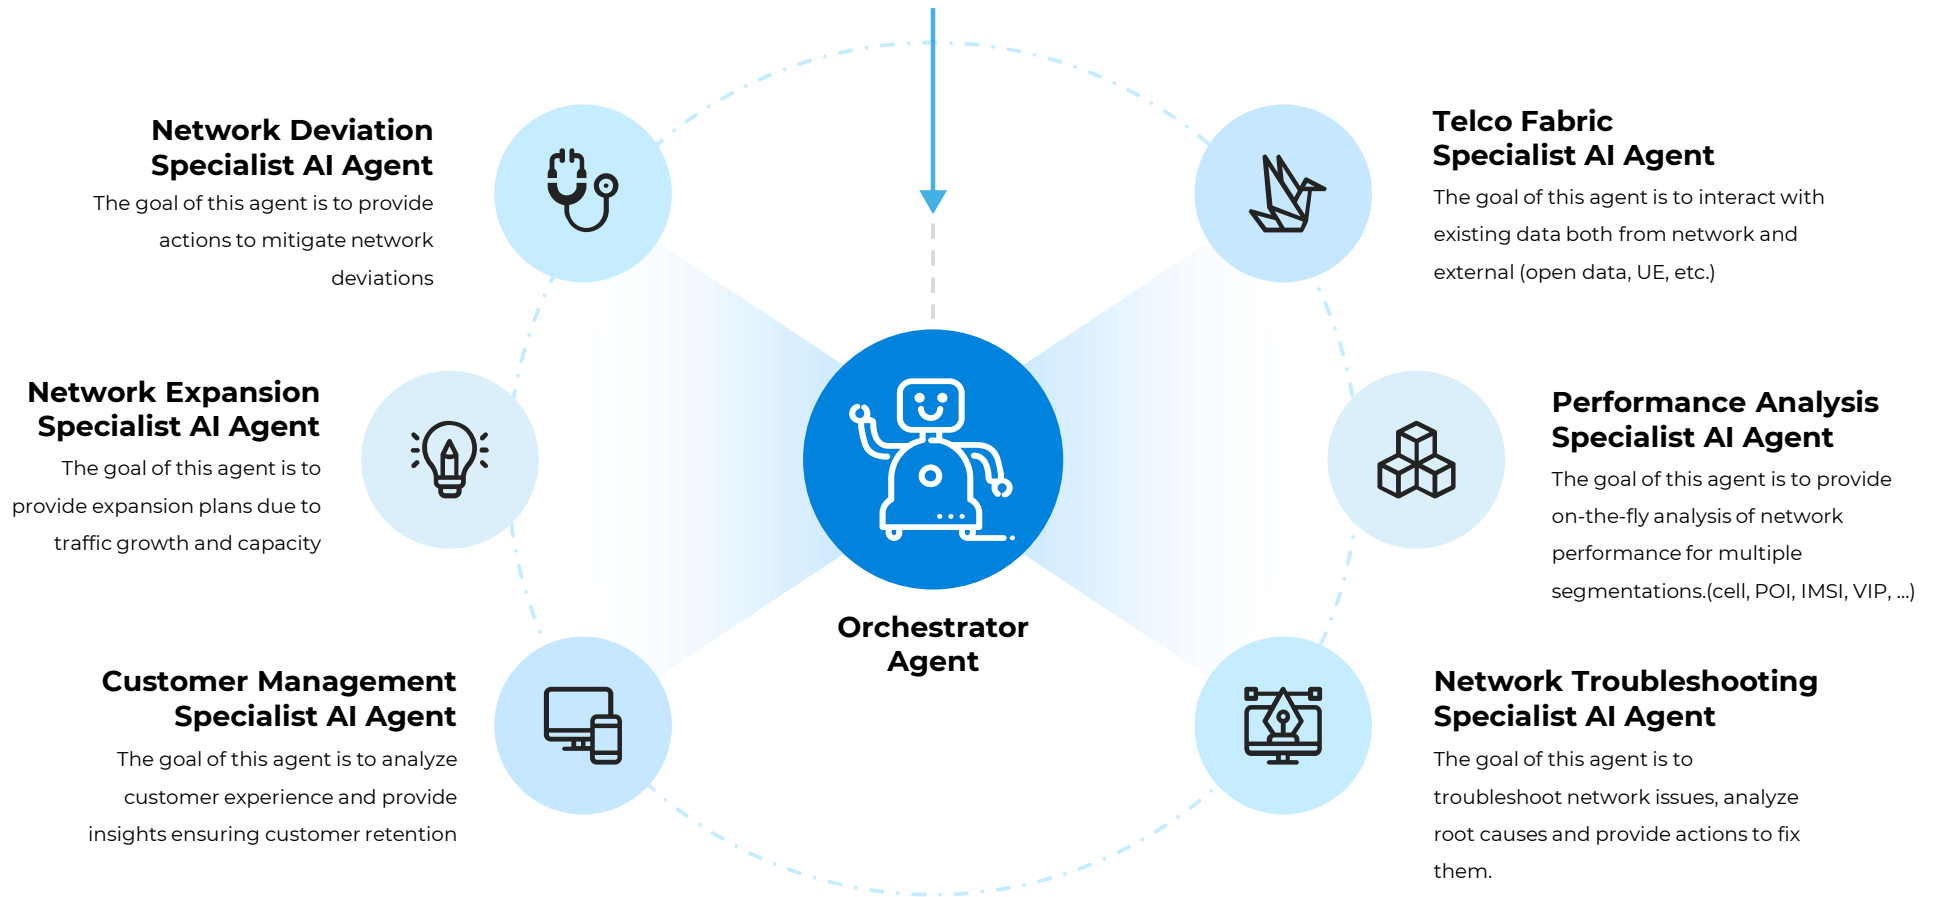 Network Deviation
Specialist AI Agent
The goal of this agent is to provide
actions to mitigate network
deviations
Telco Fabric
Specialist AI Agent
The goal of this agent is to interact with
existing data both from network and
external (open data, UE, etc.)
Network Expansion
Specialist AI Agent
The goal of this agent is to
provide expansion plans due to
traffic growth and capacity
Performance Analysis
Specialist AI Agent
The goal of this agent is to provide
on-the-fly analysis of network
performance for multiple
segmentations.(cell, POI, IMSI, VIP, ...)
Orchestrator
Agent
Customer Management
Specialist AI Agent
The goal of this agent is to analyze
customer experience and provide
insights ensuring customer retention
Network Troubleshooting
Specialist AI Agent
The goal of this agent is to
troubleshoot network issues, analyze
root causes and provide actions to fix
them.